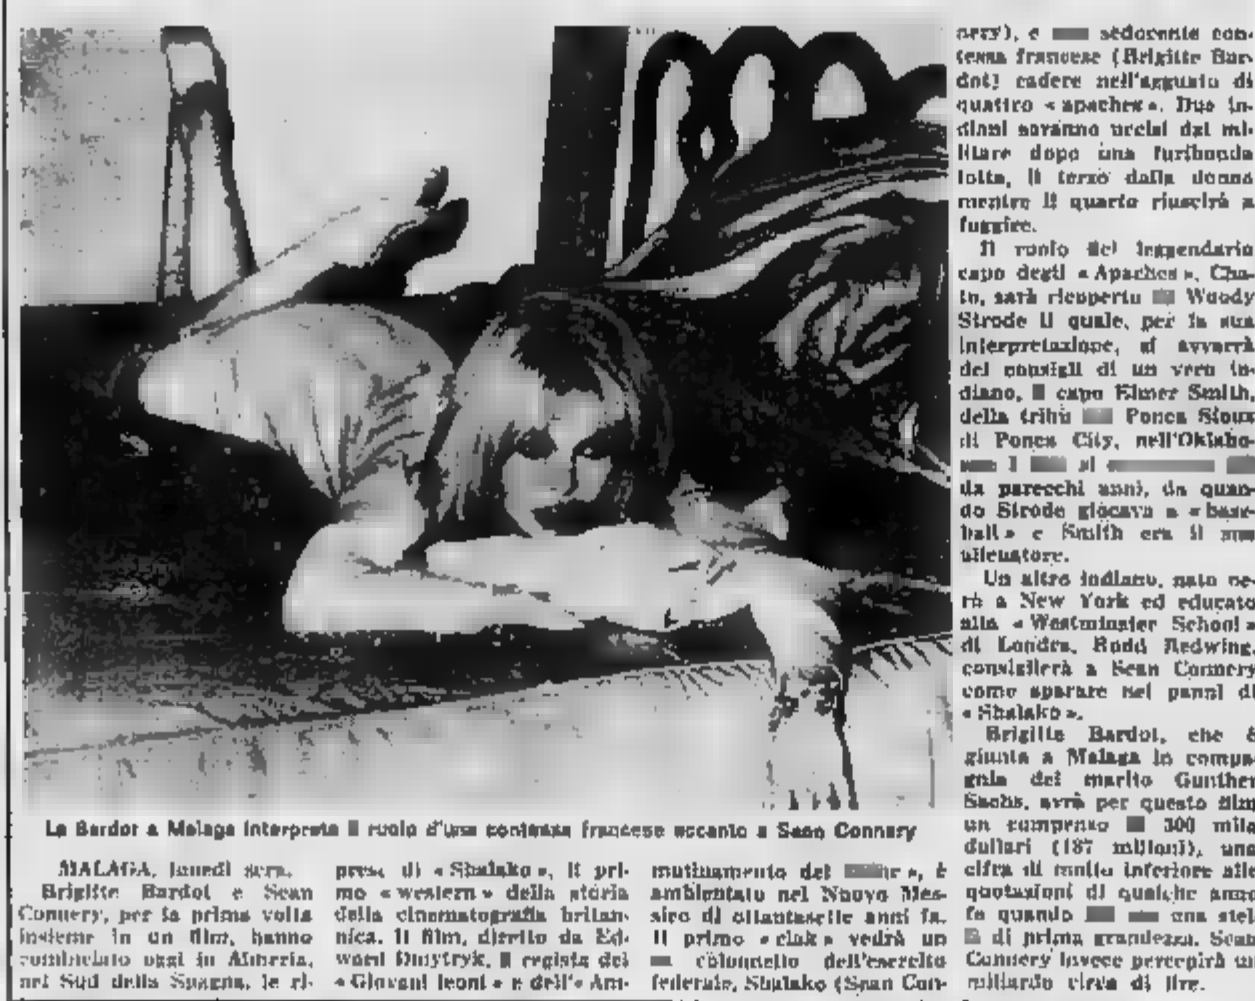 La Bardot a Malaga interpreta il ruolo d'una contessa francese accanto a Sean Connery
MALAGA, lunedì sera.
Brigitte Bardot e Sean
Connery, per la prima volta
insieme in un film, hanno
cominciato oggi in Almeria,
nel Sud della Spagna, le ri-
prese di « Shalako », il pri-
mo « western » della storia
della cinematografia britan-
nica. Il film, diretto da Ed-
ward Dmytryk, il regista dei
« Giovani leoni » e dell'« Am-
mutinamento del », è
ambientato nel Nuovo Mes-
sico di ottantasette anni fa.
Il primo « ciak » vedrà un
colonnello dell'esercito
federale, Shalako (Sean Con-
nery), e seducente con-
tessa francese (Brigitte Bar-
dot) cadere nell'agguato di
quattro « apaches ». Due in-
diani saranno uccisi dal mi-
litare dopo una furibonda
lotta, il terzo dalla donna
mentre il quarto riuscirà a
fuggire.
Il ruolo del leggendario
capo degli « Apaches », Cha-
to, sarà ricoperto Woody
Strode il quale, per la sua
interpretazione, si avverrà
dei consigli di un vero in-
diano, il capo Elmer Smith,
della tribù Ponca Sioux
di Ponca City, nell'Oklaho-
da parecchi anni, da quan-
do Strode giocava a « base-
ball » e Smith era il suo
allenatore.
Un altro indiano, nato pe-
rò a New York ed educato
alla « Westminster School »
di Londra, Rodd Redwing,
consiglierà a Sean Connery
come sparare nei panni di
« Shalako ».
Brigitte Bardot, che è
giunta a Malaga in compa-
gnia del marito Gunther
Sachs, avrà per questo film
un compenso 300 mila
dollari (187 milioni), una
cifra di molto inferiore alle
quotazioni di qualche anno
fa quando una stel-
di prima grandezza. Sean
Connery invece percepirà un
miliardo circa di lire.